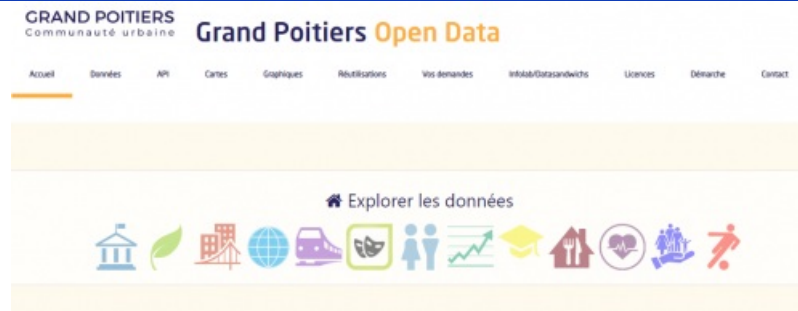 GRAND POITIERS
Communauté urbaine
Grand Poitiers Open Data
Accueil Données API Cartes Graphiques Réutilisations Vos demandes Infolab/Datasandwichs Licences Démarche Contact
Explorer les données